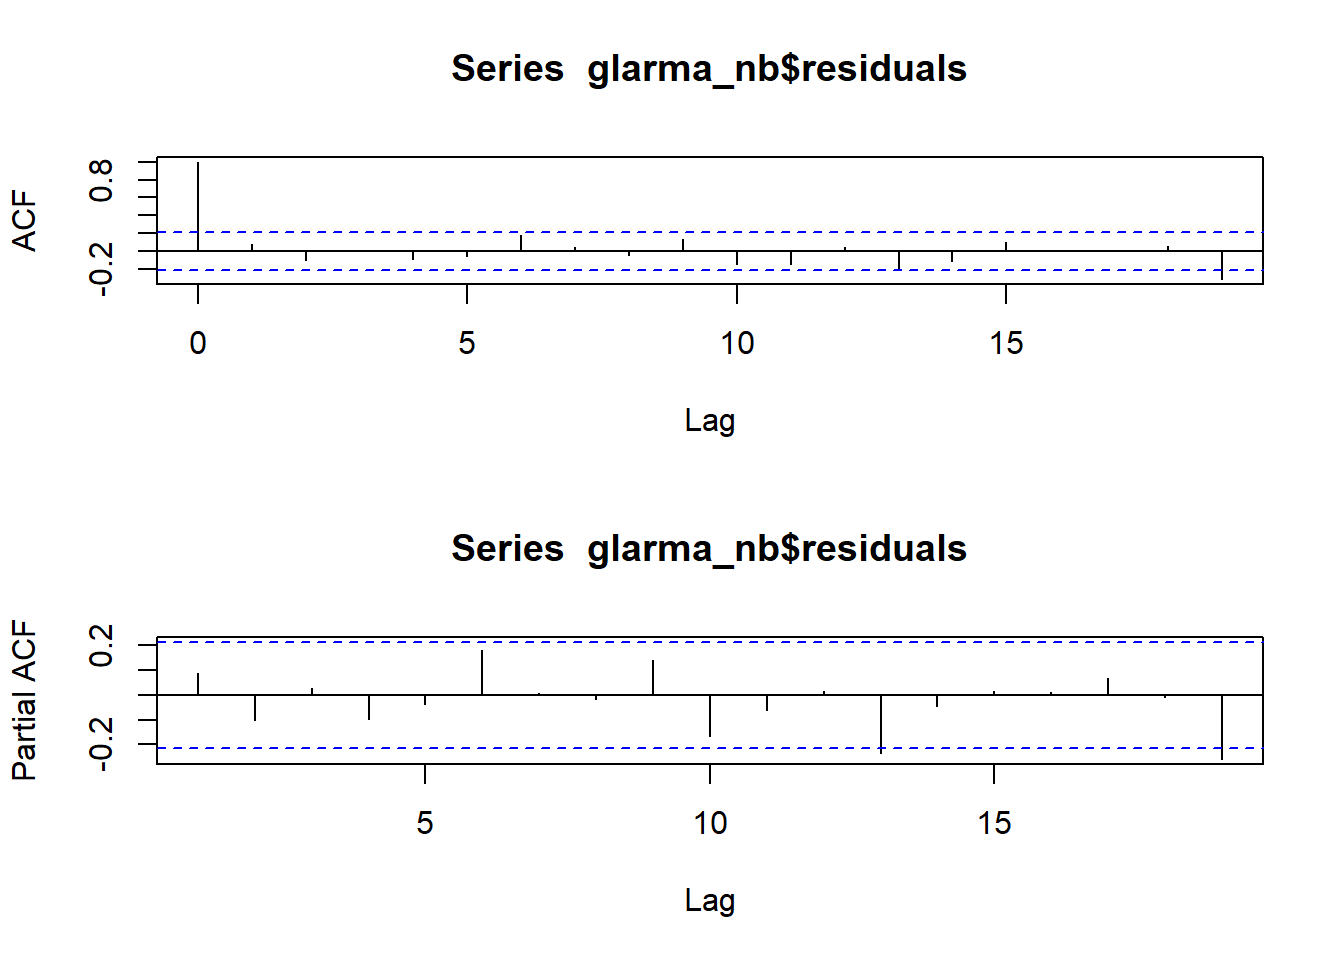 Series  glarma_nb$residuals
ACF
0.8
-0.2
0 5 10 15
Lag
Series  glarma_nb$residuals
Partial ACF
0.2
-0.2
5 10 15
Lag